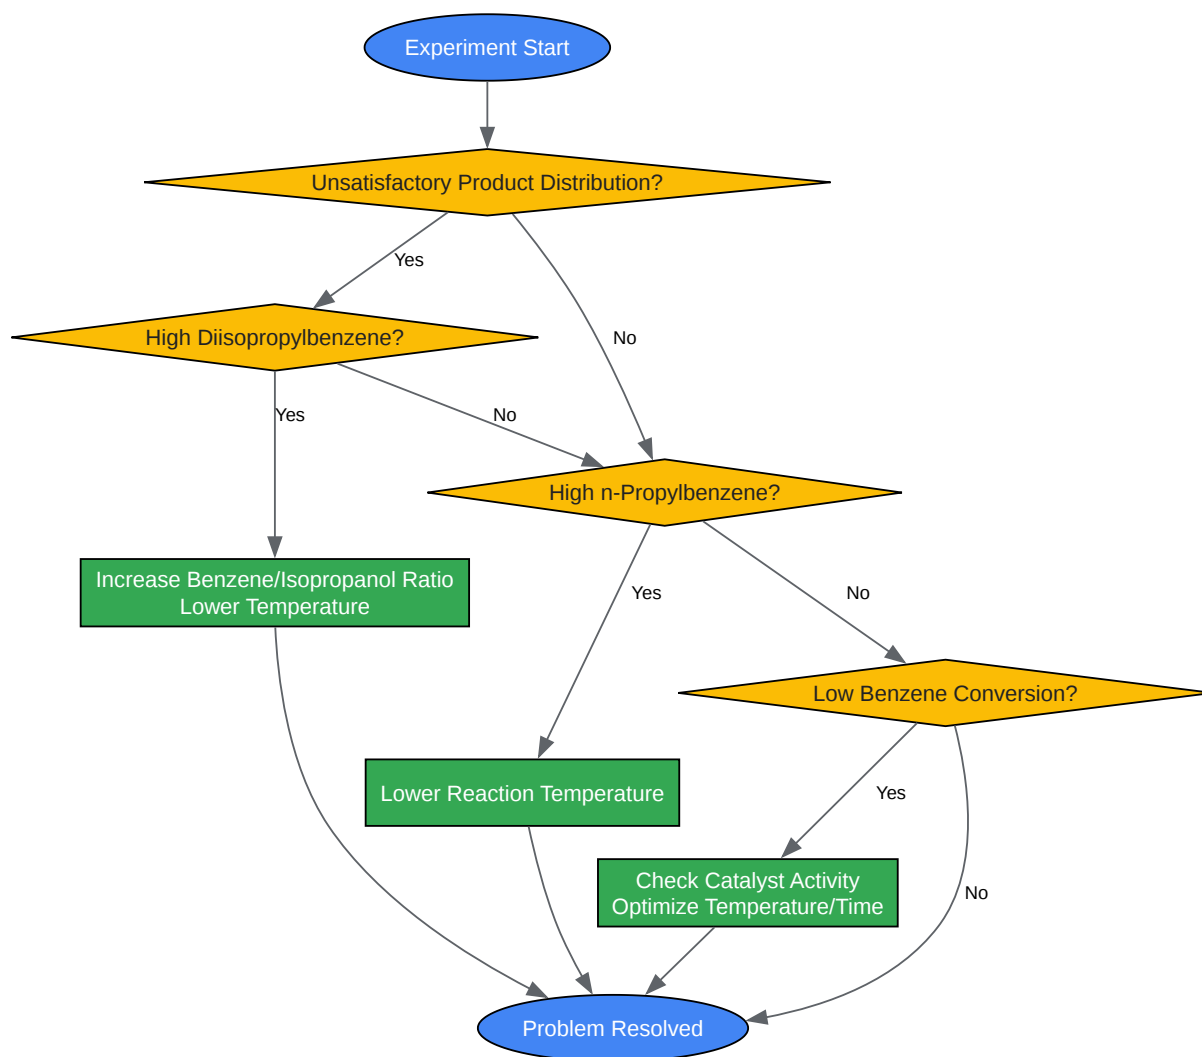 Experiment Start
Unsatisfactory Product Distribution?
Yes
No
High Diisopropylbenzene?
Yes
No
High n-Propylbenzene?
Increase Benzene/Isopropanol Ratio
Lower Temperature
Yes
No
Low Benzene Conversion?
Lower Reaction Temperature
Yes
No
Check Catalyst Activity
Optimize Temperature/Time
Problem Resolved